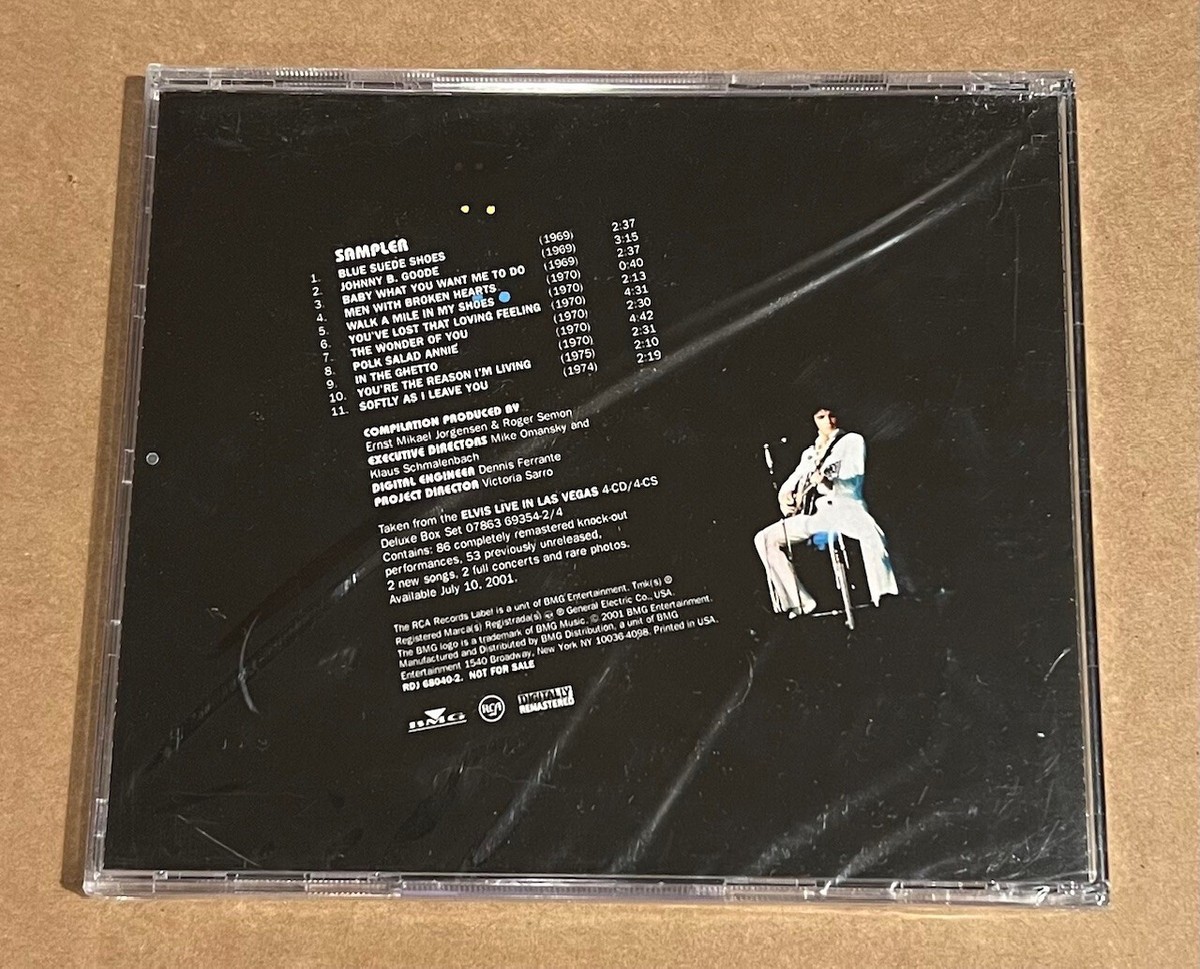 SAMPLER
1. BLUE SUEDE SHOES (1969) 2:37
2. JOHNNY B. GOODE (1969) 3:15
3. BABY WHAT YOU WANT ME TO DO (1969) 2:37
4. MEN WITH BROKEN HEARTS (1970) 0:40
5. WALK A MILE IN MY SHOES (1970) 2:13
6. YOU'VE LOST THAT LOVING FEELING (1970) 4:31
7. THE WONDER OF YOU (1970) 2:30
8. POLK SALAD ANNIE (1970) 4:42
9. IN THE GHETTO (1970) 2:31
10. YOU'RE THE REASON I'M LIVING (1975) 2:10
11. SOFTLY AS I LEAVE YOU (1974) 2:19
COMPILATION PRODUCED BY
Ernst Mikael Jorgensen & Roger Semon
EXECUTIVE DIRECTORS Mike Omansky and
Klaus Schmalenbach
DIGITAL ENGINEER Dennis Ferrante
PROJECT DIRECTOR Victoria Sarro
Taken from the ELVIS LIVE IN LAS VEGAS 4-CD/4-CS
Deluxe Box Set 07863 69354-2/4
Contains: 86 completely remastered knock-out
performances, 53 previously unreleased,
2 new songs, 2 full concerts and rare photos.
Available July 10, 2001.
The RCA Records Label is a unit of BMG Entertainment. Tmk(s) ®
Registered Marca(s) Registrada(s) RCA ® General Electric Co., USA.
The BMG logo is a trademark of BMG Music. © 2001 BMG Entertainment.
Manufactured and Distributed by BMG Distribution, a unit of BMG
Entertainment 1540 Broadway, New York NY 10036-4098. Printed in USA.
RDJ 68040-2. NOT FOR SALE
BMG RCA DIGITALLY
REMASTERED